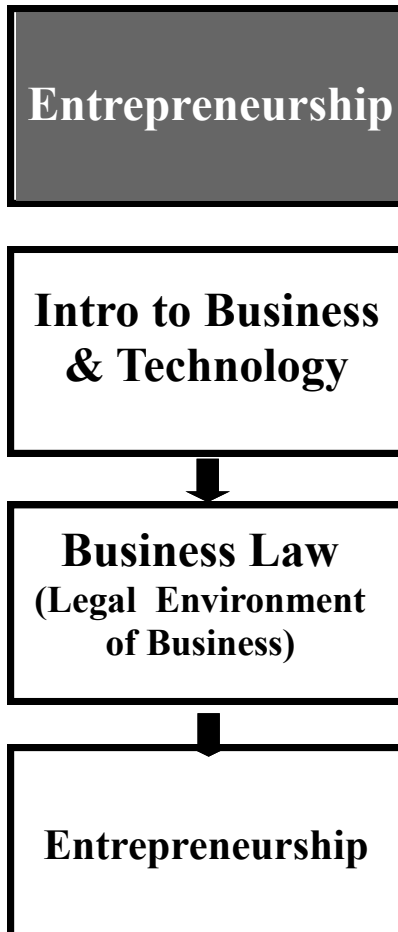 Entrepreneurship
Intro to Business
& Technology
Business Law
(Legal Environment
of Business)
Entrepreneurship